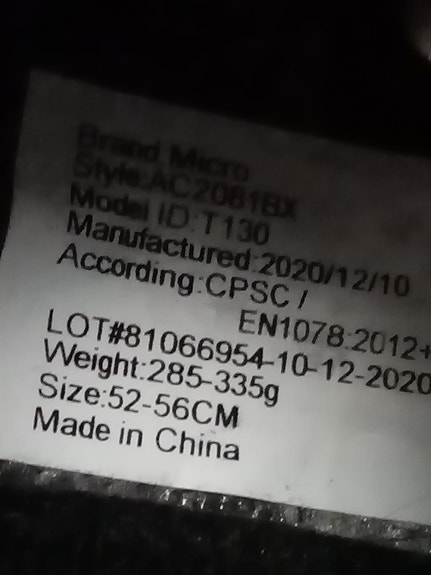 Brand Micro
Style:AC2081BX
Model ID:T130
Manufactured:2020/12/10
According:CPSC /
EN1078:2012+
LOT#81066954-10-12-2020
Weight:285-335g
Size:52-56CM
Made in China